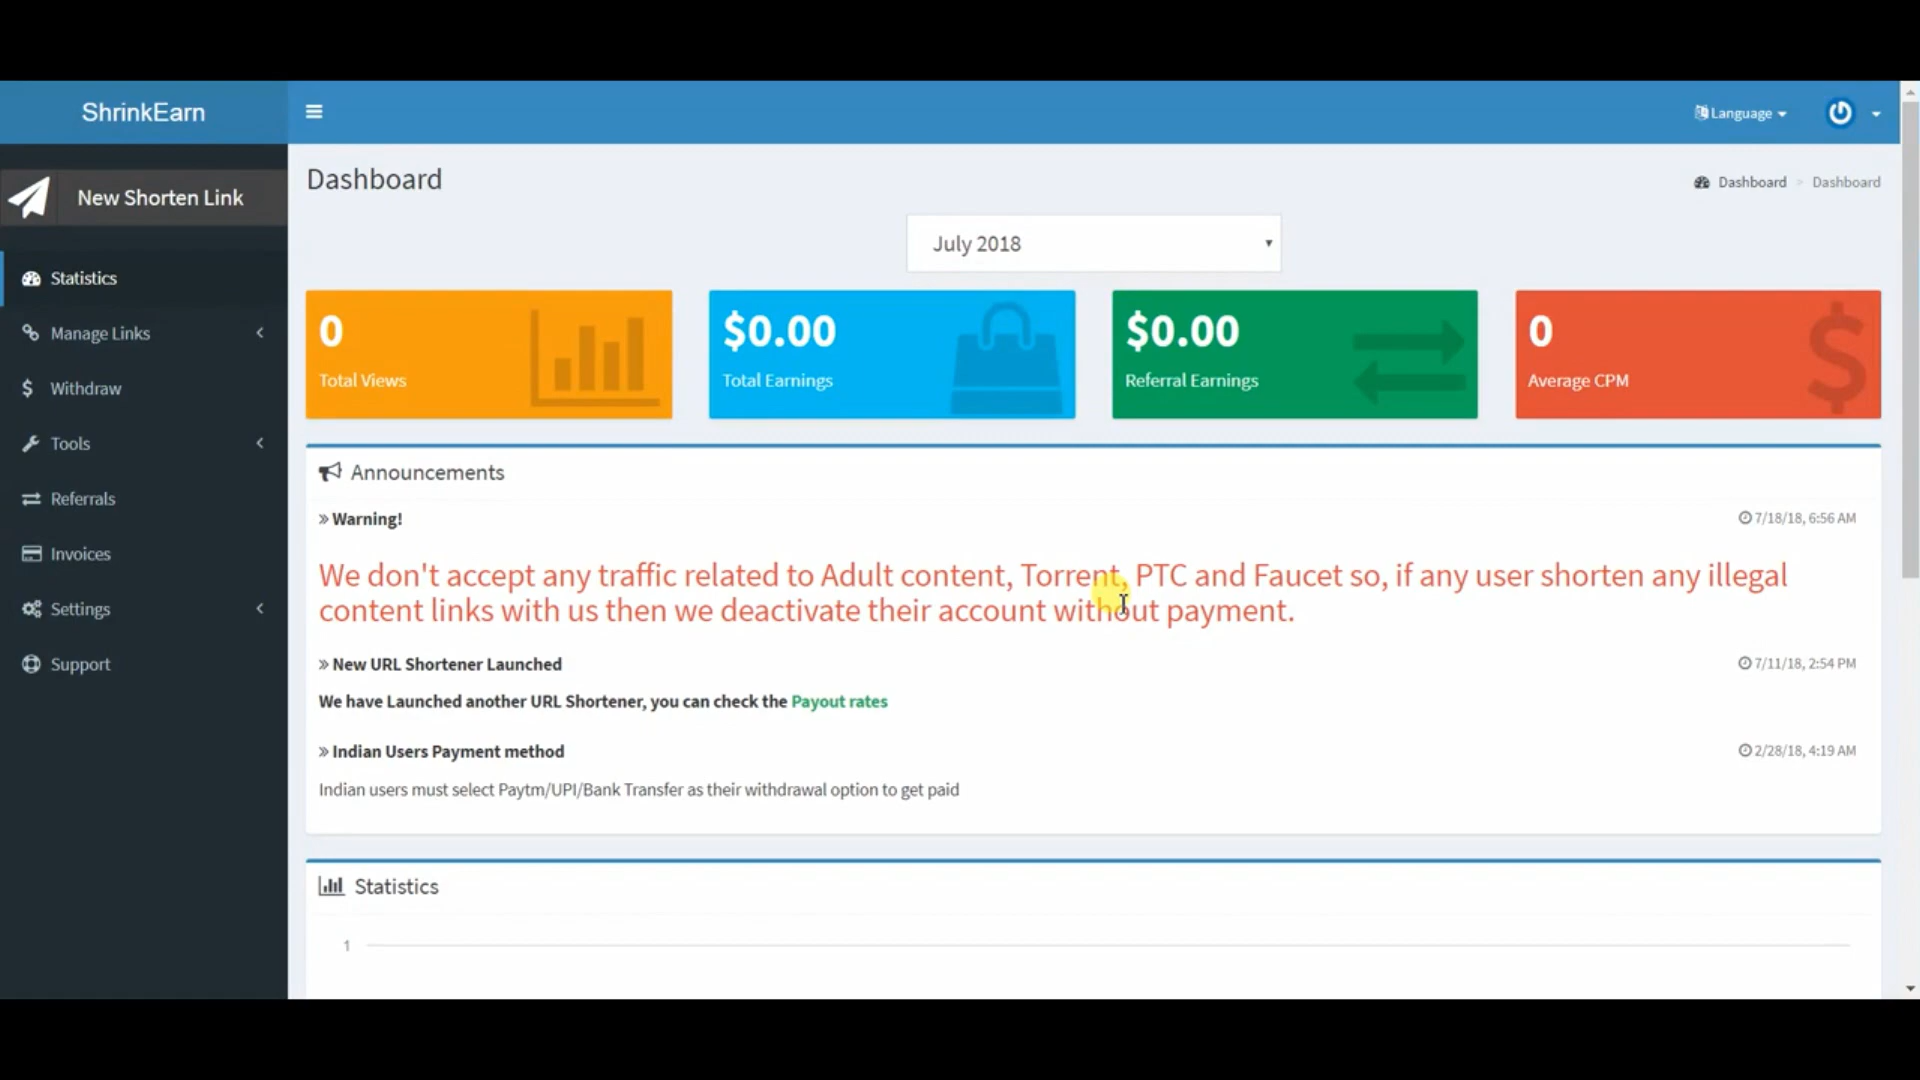 ShrinkEarn
Language
New Shorten Link
Statistics
Manage Links
Withdraw
Tools
Referrals
Invoices
Settings
Support
Dashboard
Dashboard > Dashboard
July 2018
0
Total Views
$0.00
Total Earnings
$0.00
Referral Earnings
0
Average CPM
Announcements
» Warning!
7/18/18, 6:56 AM
We don't accept any traffic related to Adult content, Torrent, PTC and Faucet so, if any user shorten any illegal
content links with us then we deactivate their account without payment.
» New URL Shortener Launched
7/11/18, 2:54 PM
We have Launched another URL Shortener, you can check the Payout rates
» Indian Users Payment method
2/28/18, 4:19 AM
Indian users must select Paytm/UPI/Bank Transfer as their withdrawal option to get paid
Statistics
1